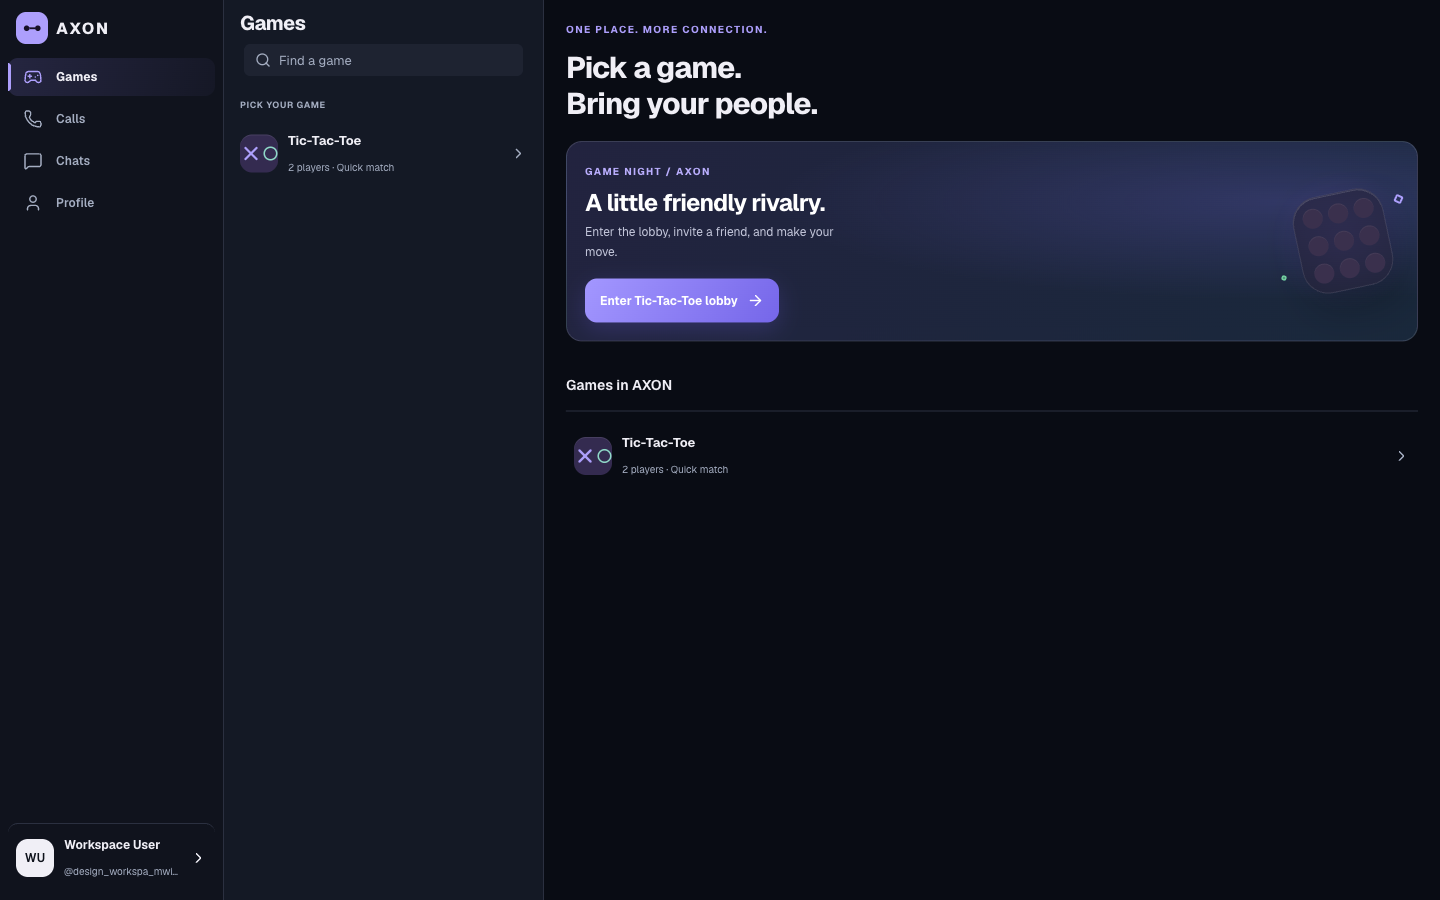 AXON
Games
Calls
Chats
Profile
WU
Workspace User
@design_workspa_mwi...
Games
Find a game
PICK YOUR GAME
Tic-Tac-Toe
2 players · Quick match
ONE PLACE. MORE CONNECTION.
Pick a game.
Bring your people.
GAME NIGHT / AXON
A little friendly rivalry.
Enter the lobby, invite a friend, and make your
move.
Enter Tic-Tac-Toe lobby
Games in AXON
Tic-Tac-Toe
2 players · Quick match